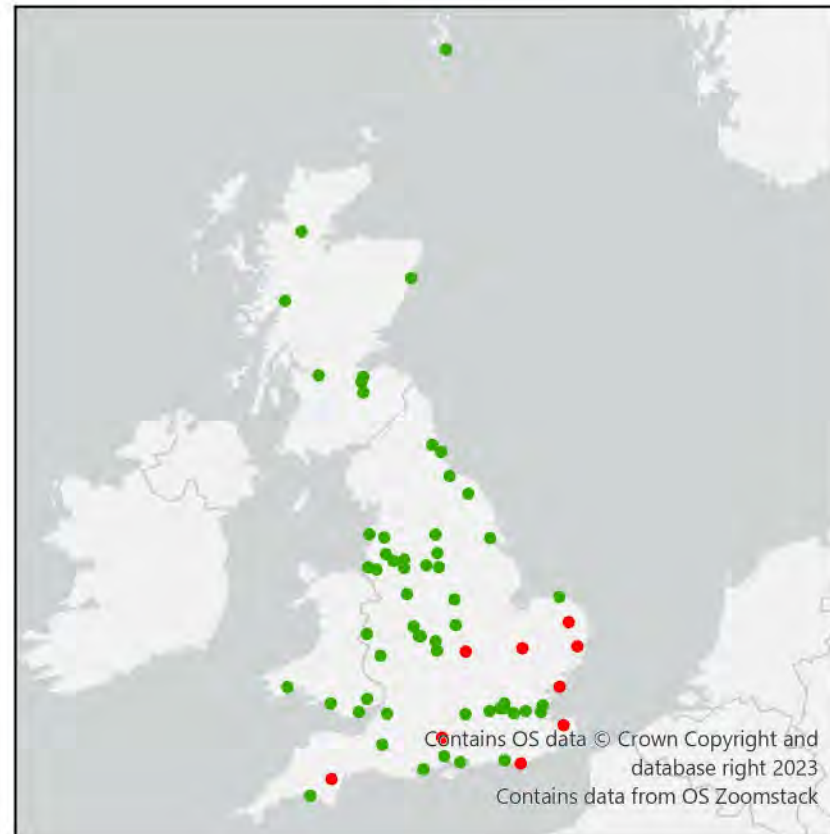 Contains OS data © Crown Copyright and
database right 2023
Contains data from OS Zoomstack